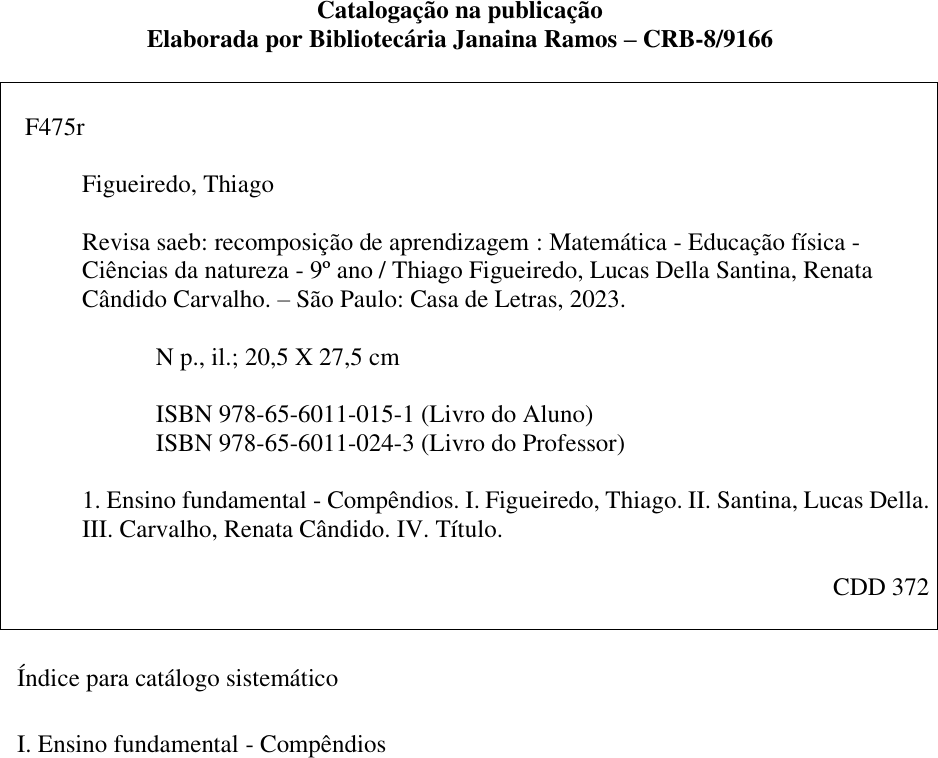 Catalogação na publicação
Elaborada por Bibliotecária Janaina Ramos – CRB-8/9166
F475r
Figueiredo, Thiago
Revisa saeb: recomposição de aprendizagem : Matemática - Educação física -
Ciências da natureza - 9º ano / Thiago Figueiredo, Lucas Della Santina, Renata
Cândido Carvalho. – São Paulo: Casa de Letras, 2023.
N p., il.; 20,5 X 27,5 cm
ISBN 978-65-6011-015-1 (Livro do Aluno)
ISBN 978-65-6011-024-3 (Livro do Professor)
1. Ensino fundamental - Compêndios. I. Figueiredo, Thiago. II. Santina, Lucas Della.
III. Carvalho, Renata Cândido. IV. Título.
CDD 372
Índice para catálogo sistemático
I. Ensino fundamental - Compêndios